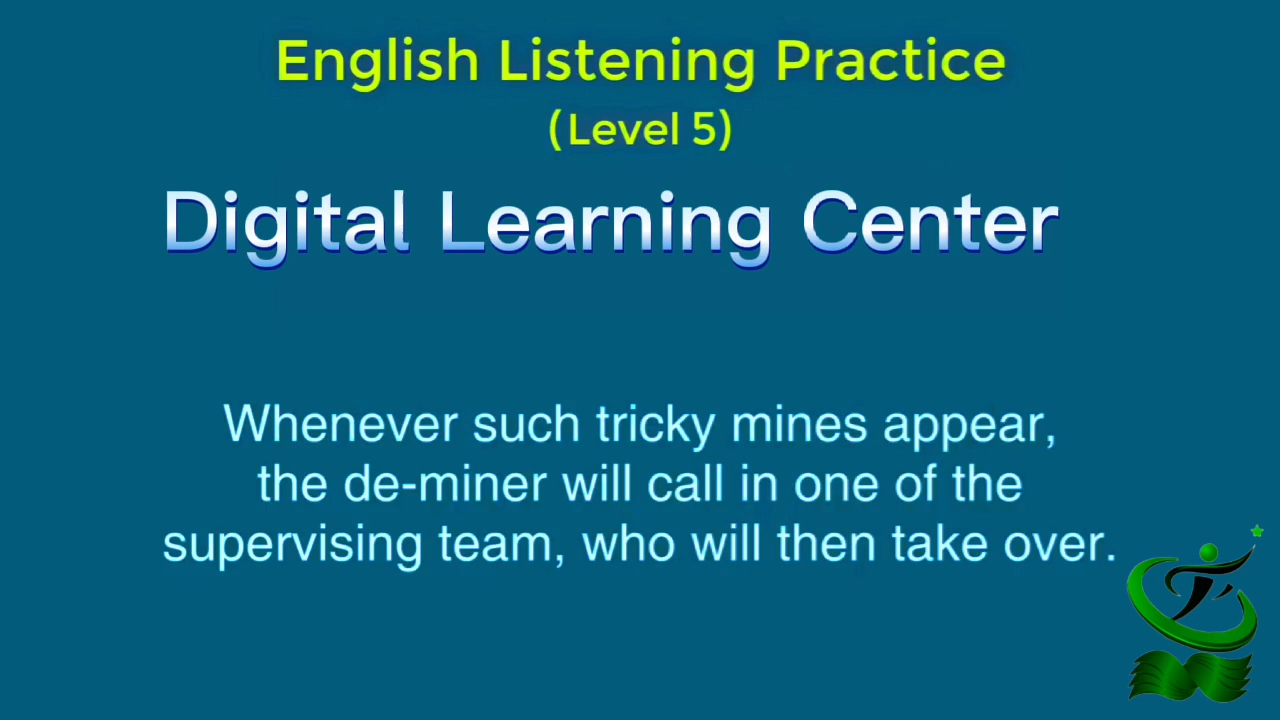 English Listening Practice
(Level 5)
Digital Learning Center
Whenever such tricky mines appear,
the de-miner will call in one of the
supervising team, who will then take over.